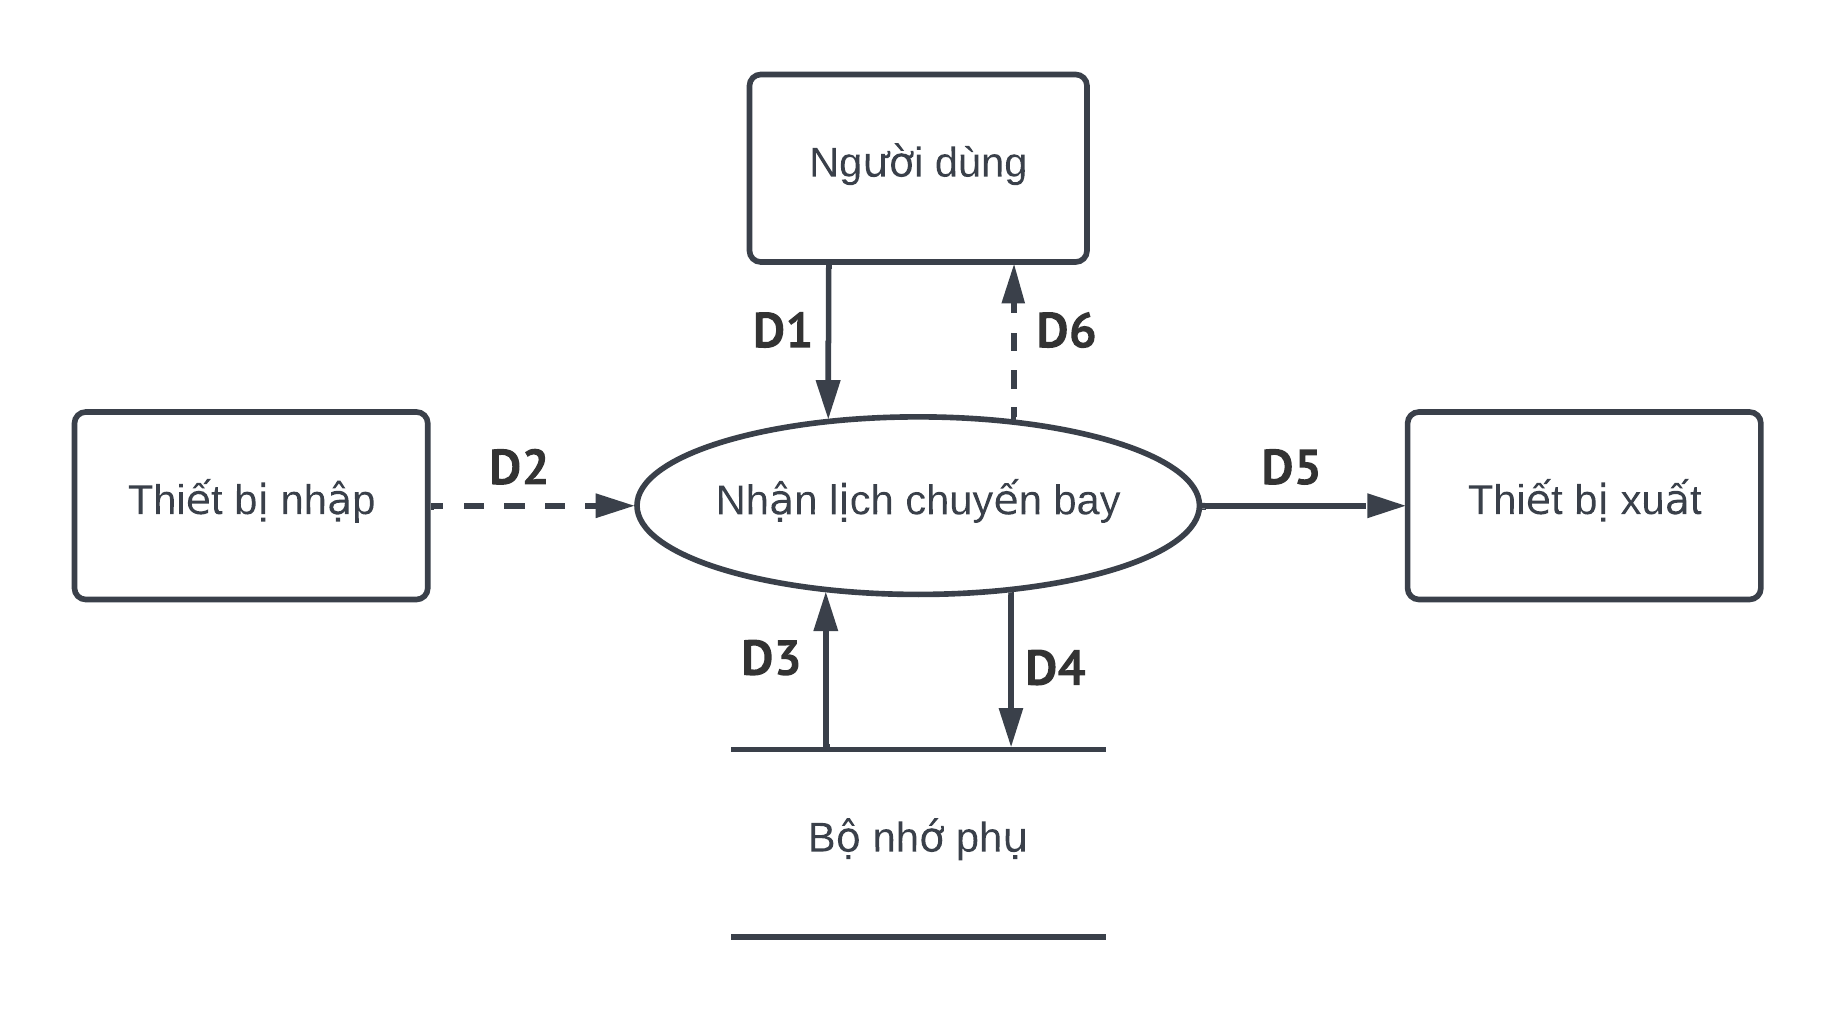 Người dùng
D1
D6
Thiết bị nhập
D2
Nhận lịch chuyến bay
D5
Thiết bị xuất
D3
D4
Bộ nhớ phụ